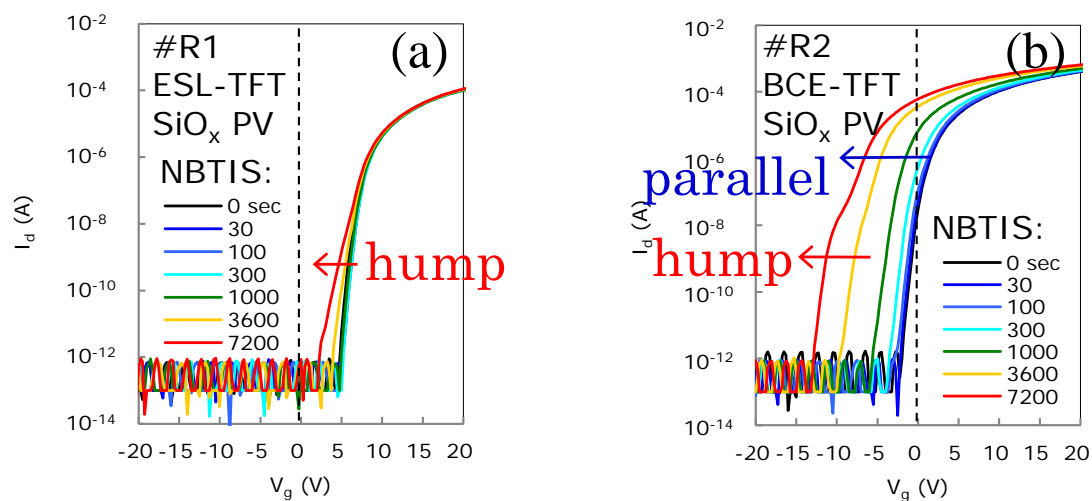 10⁻²
10⁻⁴
10⁻⁶
10⁻⁸
10⁻¹⁰
10⁻¹²
10⁻¹⁴
I_d (A)
#R1
ESL-TFT
SiOₓ PV
(a)
NBTIS:
0 sec
30
100
300
1000
3600
7200
hump
-20 -15 -10 -5 0 5 10 15 20
V_g (V)
10⁻²
10⁻⁴
10⁻⁶
10⁻⁸
10⁻¹⁰
10⁻¹²
10⁻¹⁴
I_d (A)
#R2
BCE-TFT
SiOₓ PV
(b)
parallel
hump
NBTIS:
0 sec
30
100
300
1000
3600
7200
-20 -15 -10 -5 0 5 10 15 20
V_g (V)